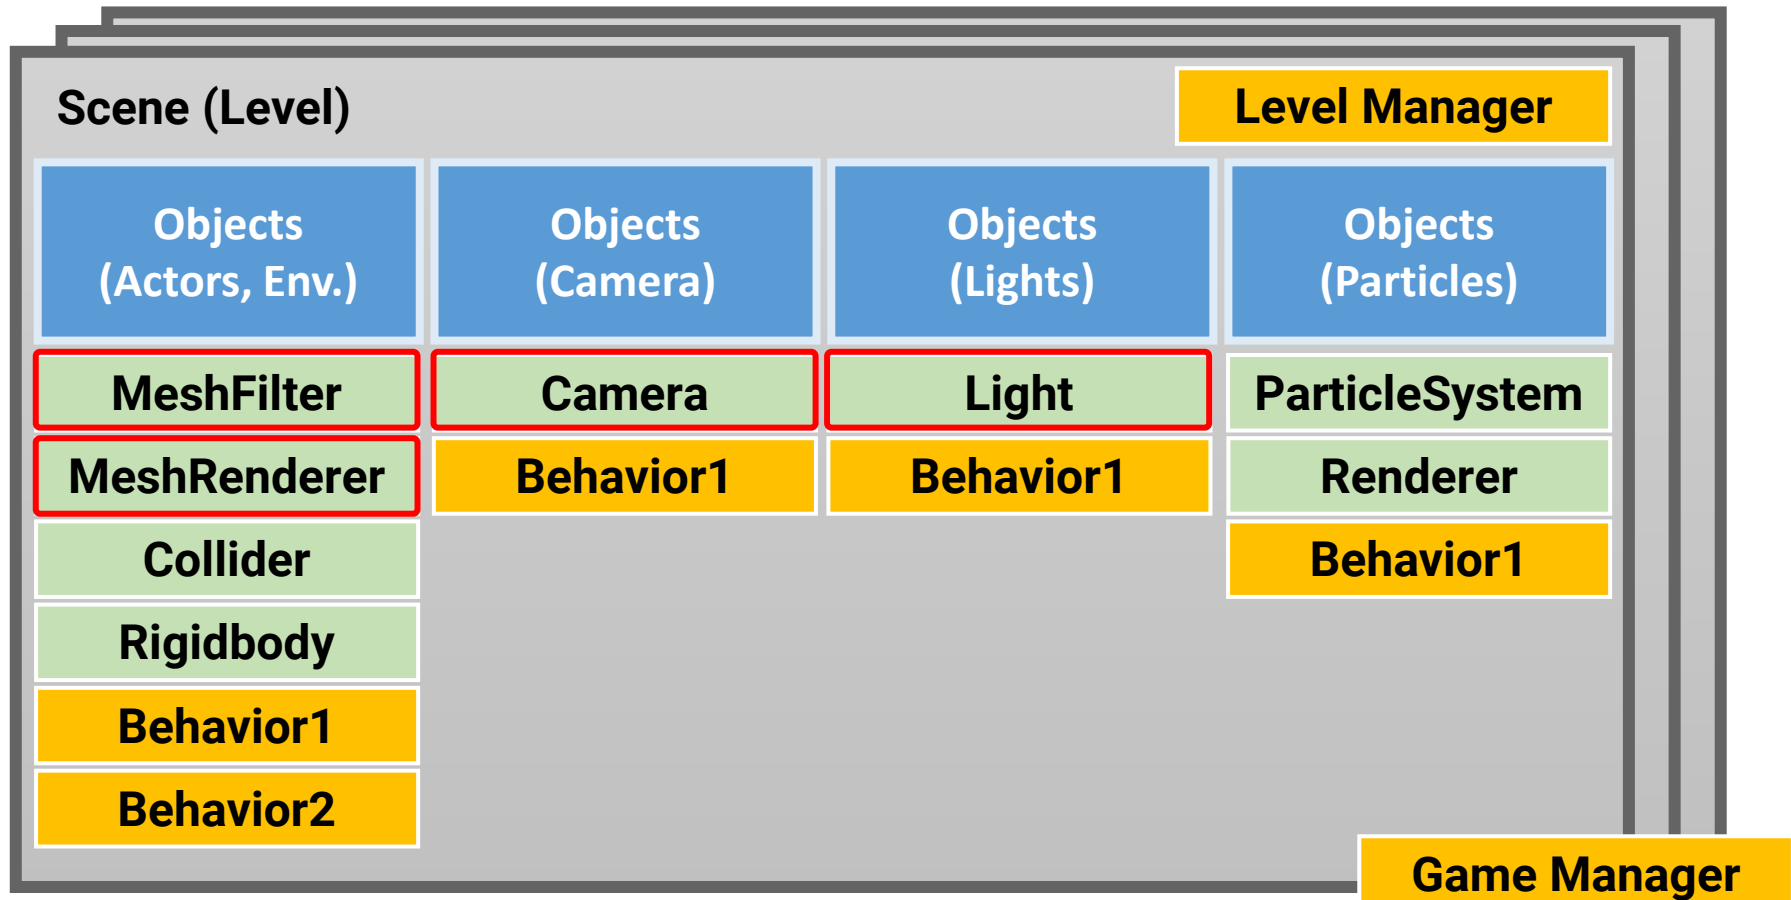 Scene (Level)
Level Manager
Objects
(Actors, Env.)
Objects
(Camera)
Objects
(Lights)
Objects
(Particles)
MeshFilter
Camera
Light
ParticleSystem
MeshRenderer
Behavior1
Behavior1
Renderer
Collider
Behavior1
Rigidbody
Behavior1
Behavior2
Game Manager